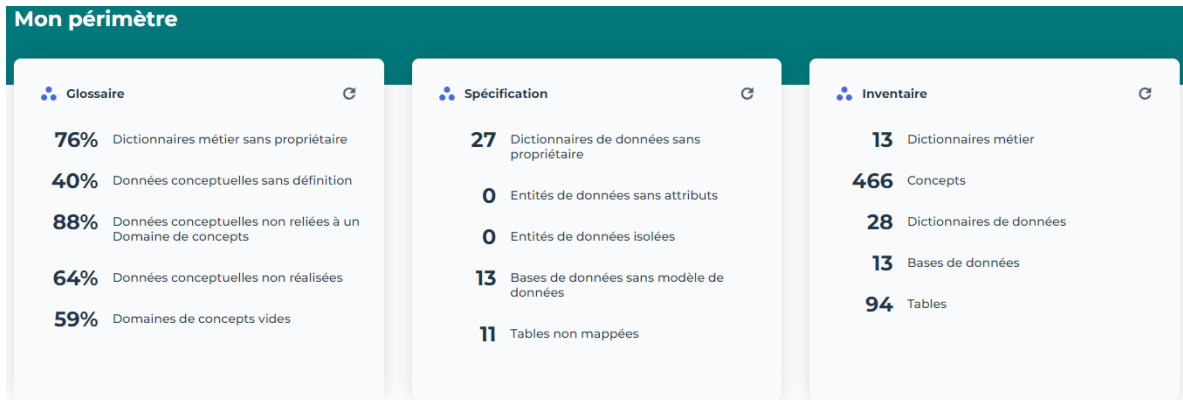 Mon périmètre
Glossaire
76% Dictionnaires métier sans propriétaire
40% Données conceptuelles sans définition
88% Données conceptuelles non reliées à un
Domaine de concepts
64% Données conceptuelles non réalisées
59% Domaines de concepts vides
Spécification
27 Dictionnaires de données sans
propriétaire
0 Entités de données sans attributs
0 Entités de données isolées
13 Bases de données sans modèle de
données
11 Tables non mappées
Inventaire
13 Dictionnaires métier
466 Concepts
28 Dictionnaires de données
13 Bases de données
94 Tables